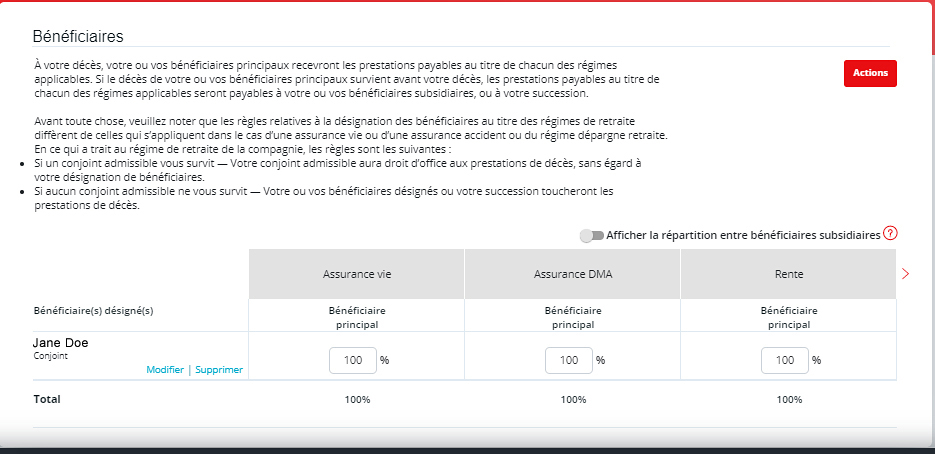 Bénéficiaires
À votre décès, votre ou vos bénéficiaires principaux recevront les prestations payables au titre de chacun des régimes
applicables. Si le décès de votre ou vos bénéficiaires principaux survient avant votre décès, les prestations payables au titre de
chacun des régimes applicables seront payables à votre ou vos bénéficiaires subsidiaires, ou à votre succession.
Actions
Avant toute chose, veuillez noter que les règles relatives à la désignation des bénéficiaires au titre des régimes de retraite
diffèrent de celles qui s'appliquent dans le cas d'une assurance vie ou d'une assurance accident ou du régime dépargne retraite.
En ce qui a trait au régime de retraite de la compagnie, les règles sont les suivantes :
• Si un conjoint admissible vous survit — Votre conjoint admissible aura droit d'office aux prestations de décès, sans égard à
votre désignation de bénéficiaires.
• Si aucun conjoint admissible ne vous survit — Votre ou vos bénéficiaires désignés ou votre succession toucheront les
prestations de décès.
Afficher la répartition entre bénéficiaires subsidiaires ?
Assurance vie Assurance DMA Rente >
Bénéficiaire(s) désigné(s) Bénéficiaire Bénéficiaire Bénéficiaire
principal principal principal
Jane Doe
Conjoint 100 % 100 % 100 %
Modifier | Supprimer
Total 100% 100% 100%